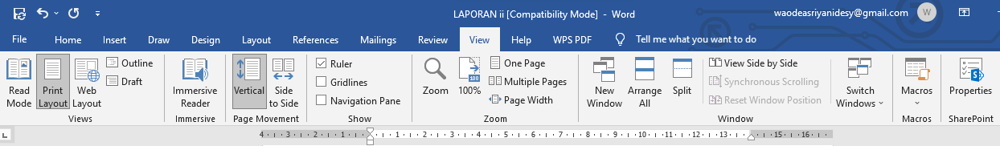 LAPORAN ii [Compatibility Mode] - Word
waodeasriyanidesy@gmail.com W
File Home Insert Draw Design Layout References Mailings Review View Help WPS PDF Tell me what you want to do
Read Mode
Print Layout
Web Layout
Outline
Draft
Views
Immersive Reader
Immersive
Vertical
Side to Side
Page Movement
Ruler
Gridlines
Navigation Pane
Show
Zoom
100
100%
One Page
Multiple Pages
Page Width
Zoom
New Window
Arrange All
Split
View Side by Side
Synchronous Scrolling
Reset Window Position
Switch Windows
Window
Macros
Macros
Properties
SharePoint
L 4 3 2 1 1 2 3 4 5 6 7 8 9 10 11 12 13 15 16